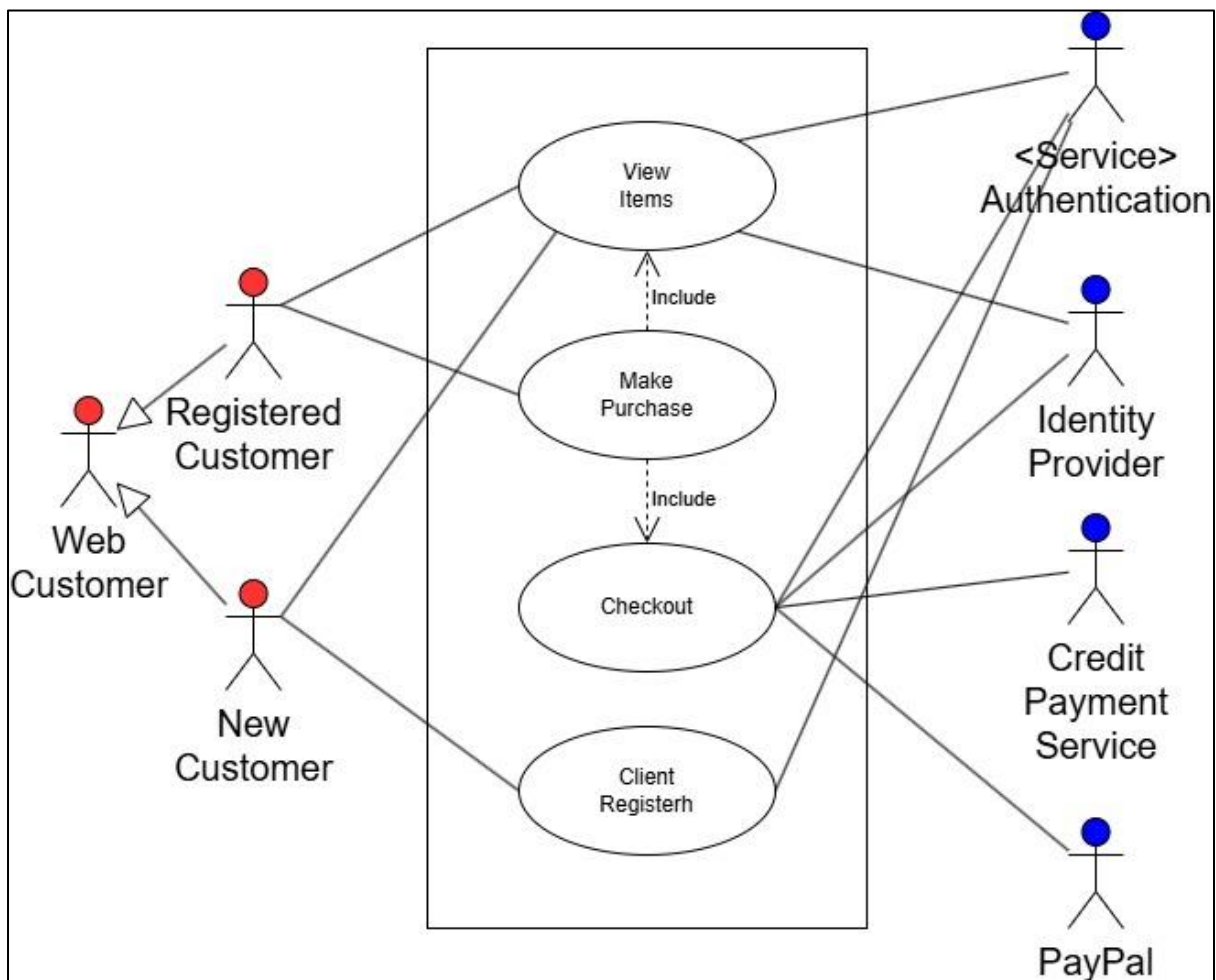 View
Items
Include
Make
Purchase
Include
Checkout
Client
Registerh
Registered
Customer
Web
Customer
New
Customer
<Service>
Authentication
Identity
Provider
Credit
Payment
Service
PayPal